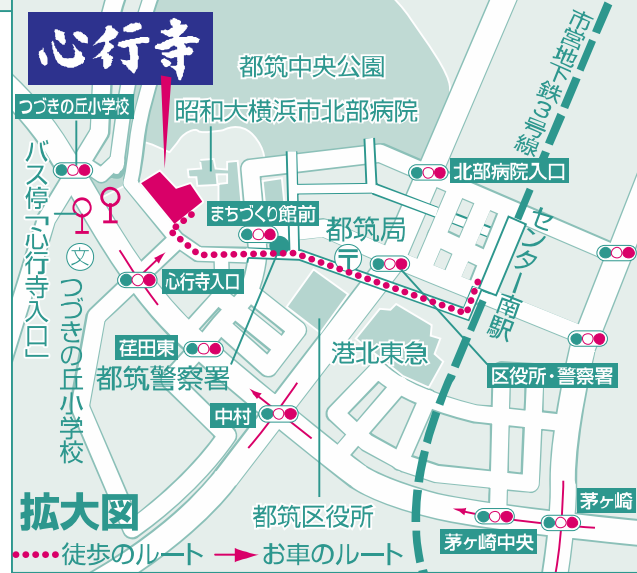 心行寺
都筑中央公園
市営地下鉄3号線
つづきの丘小学校
昭和大横浜市北部病院
北部病院入口
バス停「心行寺入口」
まちづくり館前
都筑局
センター南駅
文
つづきの丘小学校
心行寺入口
荏田東
都筑警察署
港北東急
区役所・警察署
中村
拡大図
都筑区役所
茅ヶ崎
茅ケ崎中央
徒歩のルート
お車のルート